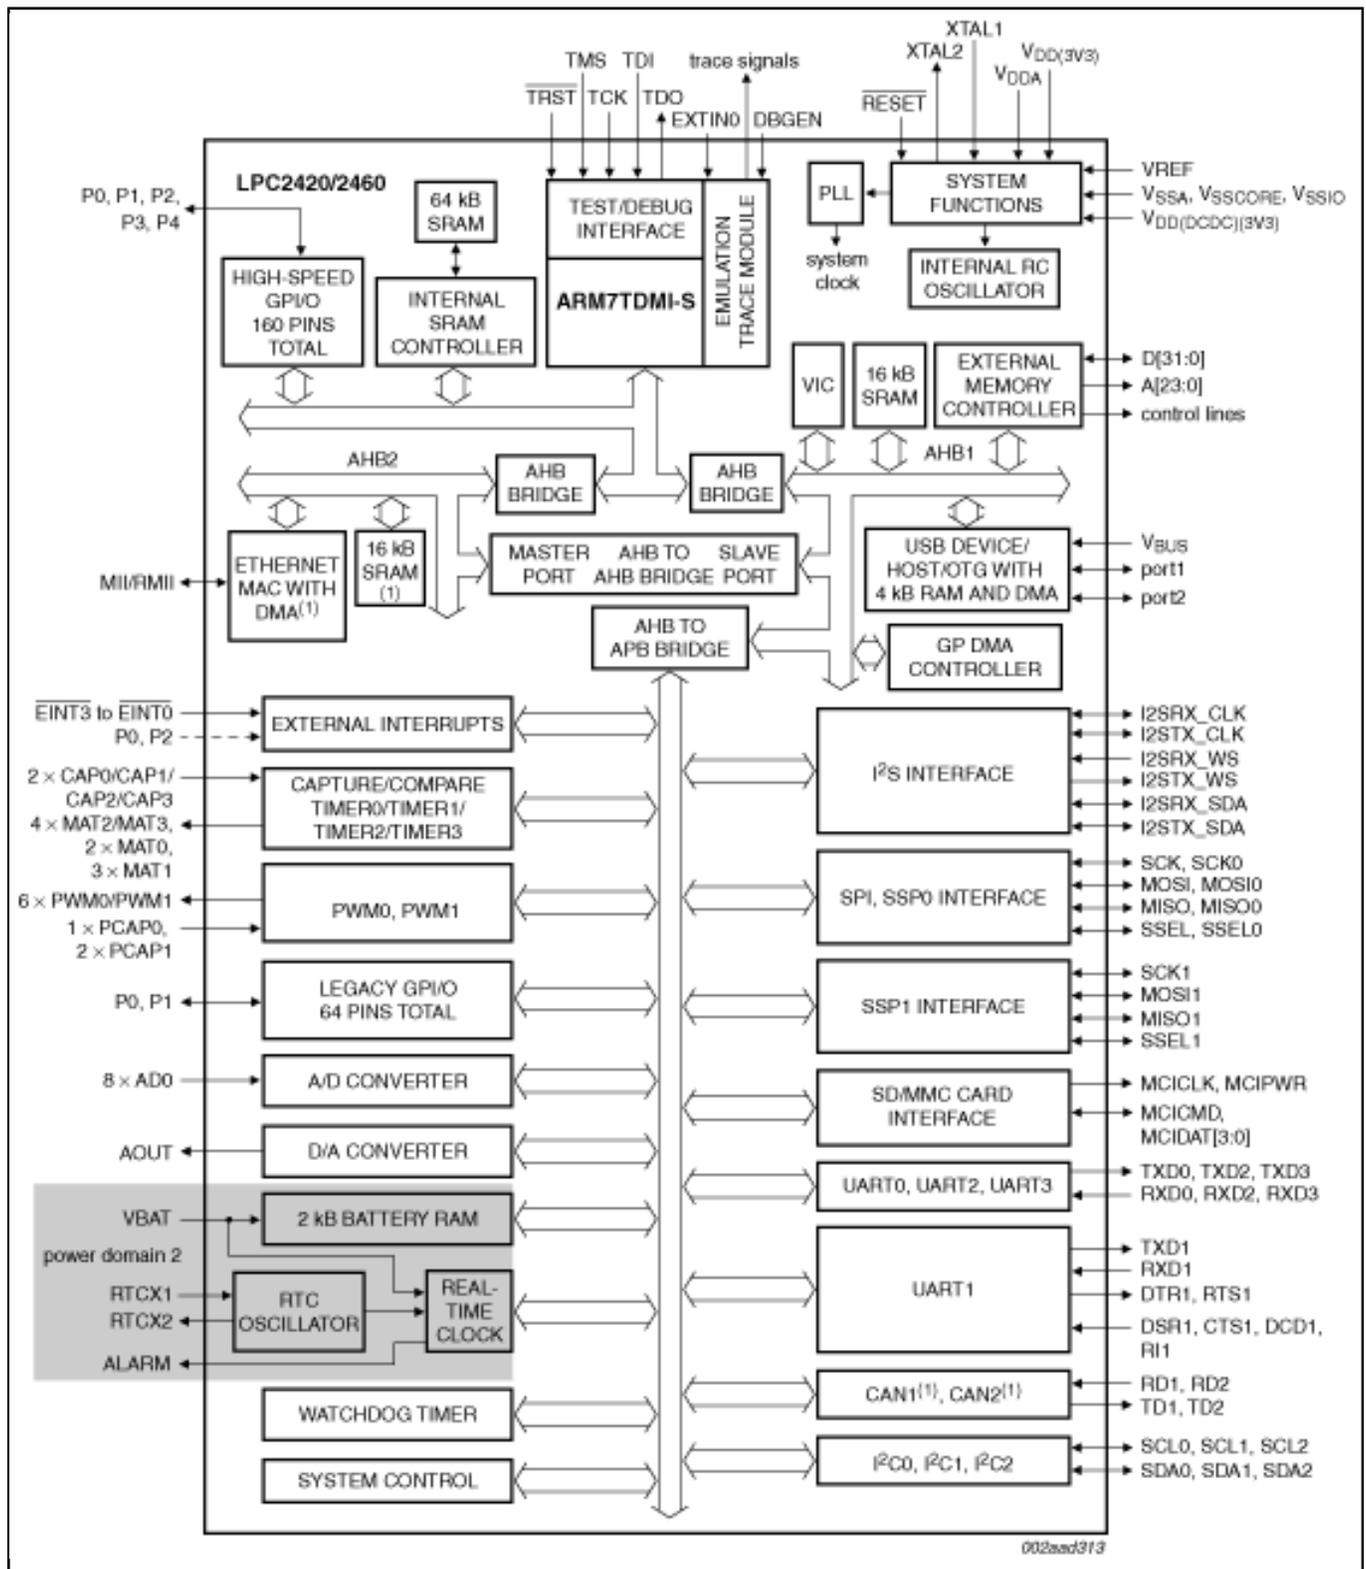 XTAL1
XTAL2
VDD(3V3)
VDDA
TMS TDI trace signals
TRST TCK TDO
RESET
EXTIN0 DBGEN
LPC2420/2460
P0, P1, P2,
P3, P4
64 kB
SRAM
TEST/DEBUG
INTERFACE
EMULATION
TRACE MODULE
PLL
SYSTEM
FUNCTIONS
VREF
VSSA, VSSCORE, VSSIO
VDD(DCDC)(3V3)
system
clock
HIGH-SPEED
GPI/O
160 PINS
TOTAL
INTERNAL
SRAM
CONTROLLER
ARM7TDMI-S
INTERNAL RC
OSCILLATOR
VIC
16 kB
SRAM
EXTERNAL
MEMORY
CONTROLLER
D[31:0]
A[23:0]
control lines
AHB2
AHB
BRIDGE
AHB
BRIDGE
AHB1
ETHERNET
MAC WITH
DMA(1)
MII/RMII
16 kB
SRAM
(1)
MASTER AHB TO SLAVE
PORT AHB BRIDGE PORT
USB DEVICE/
HOST/OTG WITH
4 kB RAM AND DMA
VBUS
port1
port2
AHB TO
APB BRIDGE
GP DMA
CONTROLLER
EINT3 to EINT0
P0, P2
EXTERNAL INTERRUPTS
I2SRX_CLK
I2STX_CLK
I2SRX_WS
I2STX_WS
I2SRX_SDA
I2STX_SDA
I²S INTERFACE
2 × CAP0/CAP1/
CAP2/CAP3
4 × MAT2/MAT3,
2 × MAT0,
3 × MAT1
CAPTURE/COMPARE
TIMER0/TIMER1/
TIMER2/TIMER3
6 × PWM0/PWM1
1 × PCAP0,
2 × PCAP1
PWM0, PWM1
SPI, SSP0 INTERFACE
SCK, SCK0
MOSI, MOSI0
MISO, MISO0
SSEL, SSEL0
P0, P1
LEGACY GPI/O
64 PINS TOTAL
SSP1 INTERFACE
SCK1
MOSI1
MISO1
SSEL1
8 × AD0
A/D CONVERTER
SD/MMC CARD
INTERFACE
MCICLK, MCIPWR
MCICMD,
MCIDAT[3:0]
AOUT
D/A CONVERTER
UART0, UART2, UART3
TXD0, TXD2, TXD3
RXD0, RXD2, RXD3
VBAT
2 kB BATTERY RAM
power domain 2
RTCX1
RTCX2
RTC
OSCILLATOR
REAL-
TIME
CLOCK
ALARM
UART1
TXD1
RXD1
DTR1, RTS1
DSR1, CTS1, DCD1,
RI1
WATCHDOG TIMER
CAN1(1), CAN2(1)
RD1, RD2
TD1, TD2
SYSTEM CONTROL
I²C0, I²C1, I²C2
SCL0, SCL1, SCL2
SDA0, SDA1, SDA2
002aad313